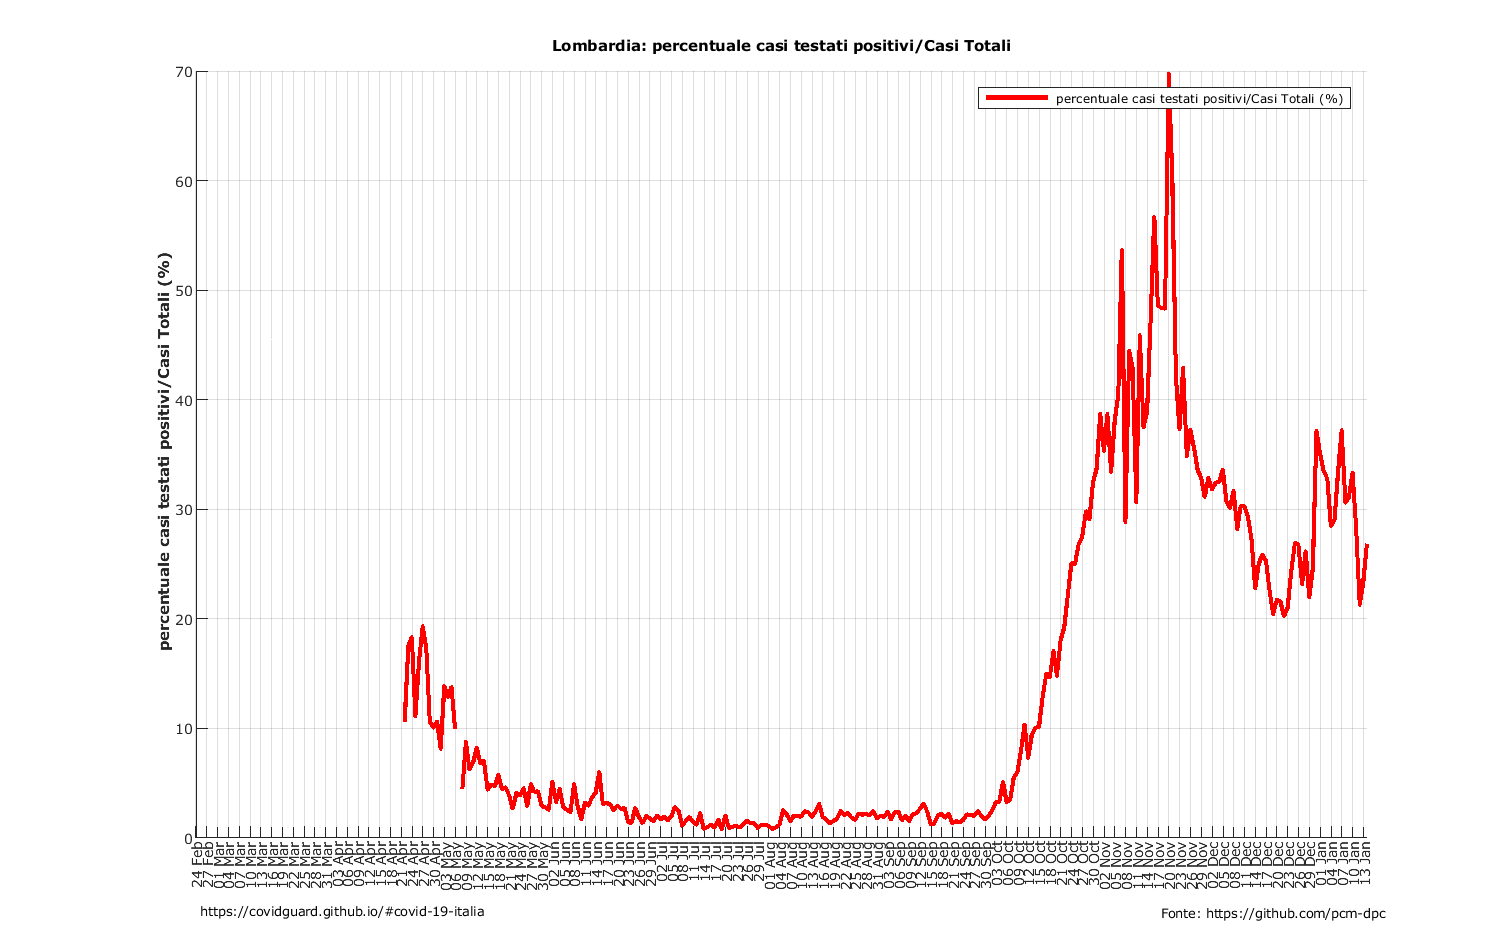 Lombardia: percentuale casi testati positivi/Casi Totali
percentuale casi testati positivi/Casi Totali (%)
percentuale casi testati positivi/Casi Totali (%)
70
60
50
40
30
20
10
0
24 Feb
27 Feb
01 Mar
04 Mar
07 Mar
10 Mar
13 Mar
16 Mar
19 Mar
22 Mar
25 Mar
28 Mar
31 Mar
03 Apr
06 Apr
09 Apr
12 Apr
15 Apr
18 Apr
21 Apr
24 Apr
27 Apr
30 Apr
03 May
06 May
09 May
12 May
15 May
18 May
21 May
24 May
27 May
30 May
02 Jun
05 Jun
08 Jun
11 Jun
14 Jun
17 Jun
20 Jun
23 Jun
26 Jun
29 Jun
02 Jul
05 Jul
08 Jul
11 Jul
14 Jul
17 Jul
20 Jul
23 Jul
26 Jul
29 Jul
01 Aug
04 Aug
07 Aug
10 Aug
13 Aug
16 Aug
19 Aug
22 Aug
25 Aug
28 Aug
31 Aug
03 Sep
06 Sep
09 Sep
12 Sep
15 Sep
18 Sep
21 Sep
24 Sep
27 Sep
30 Sep
03 Oct
06 Oct
09 Oct
12 Oct
15 Oct
18 Oct
21 Oct
24 Oct
27 Oct
30 Oct
02 Nov
05 Nov
08 Nov
11 Nov
14 Nov
17 Nov
20 Nov
23 Nov
26 Nov
29 Nov
02 Dec
05 Dec
08 Dec
11 Dec
14 Dec
17 Dec
20 Dec
23 Dec
26 Dec
29 Dec
01 Jan
04 Jan
07 Jan
10 Jan
13 Jan
https://covidguard.github.io/#covid-19-italia
Fonte: https://github.com/pcm-dpc